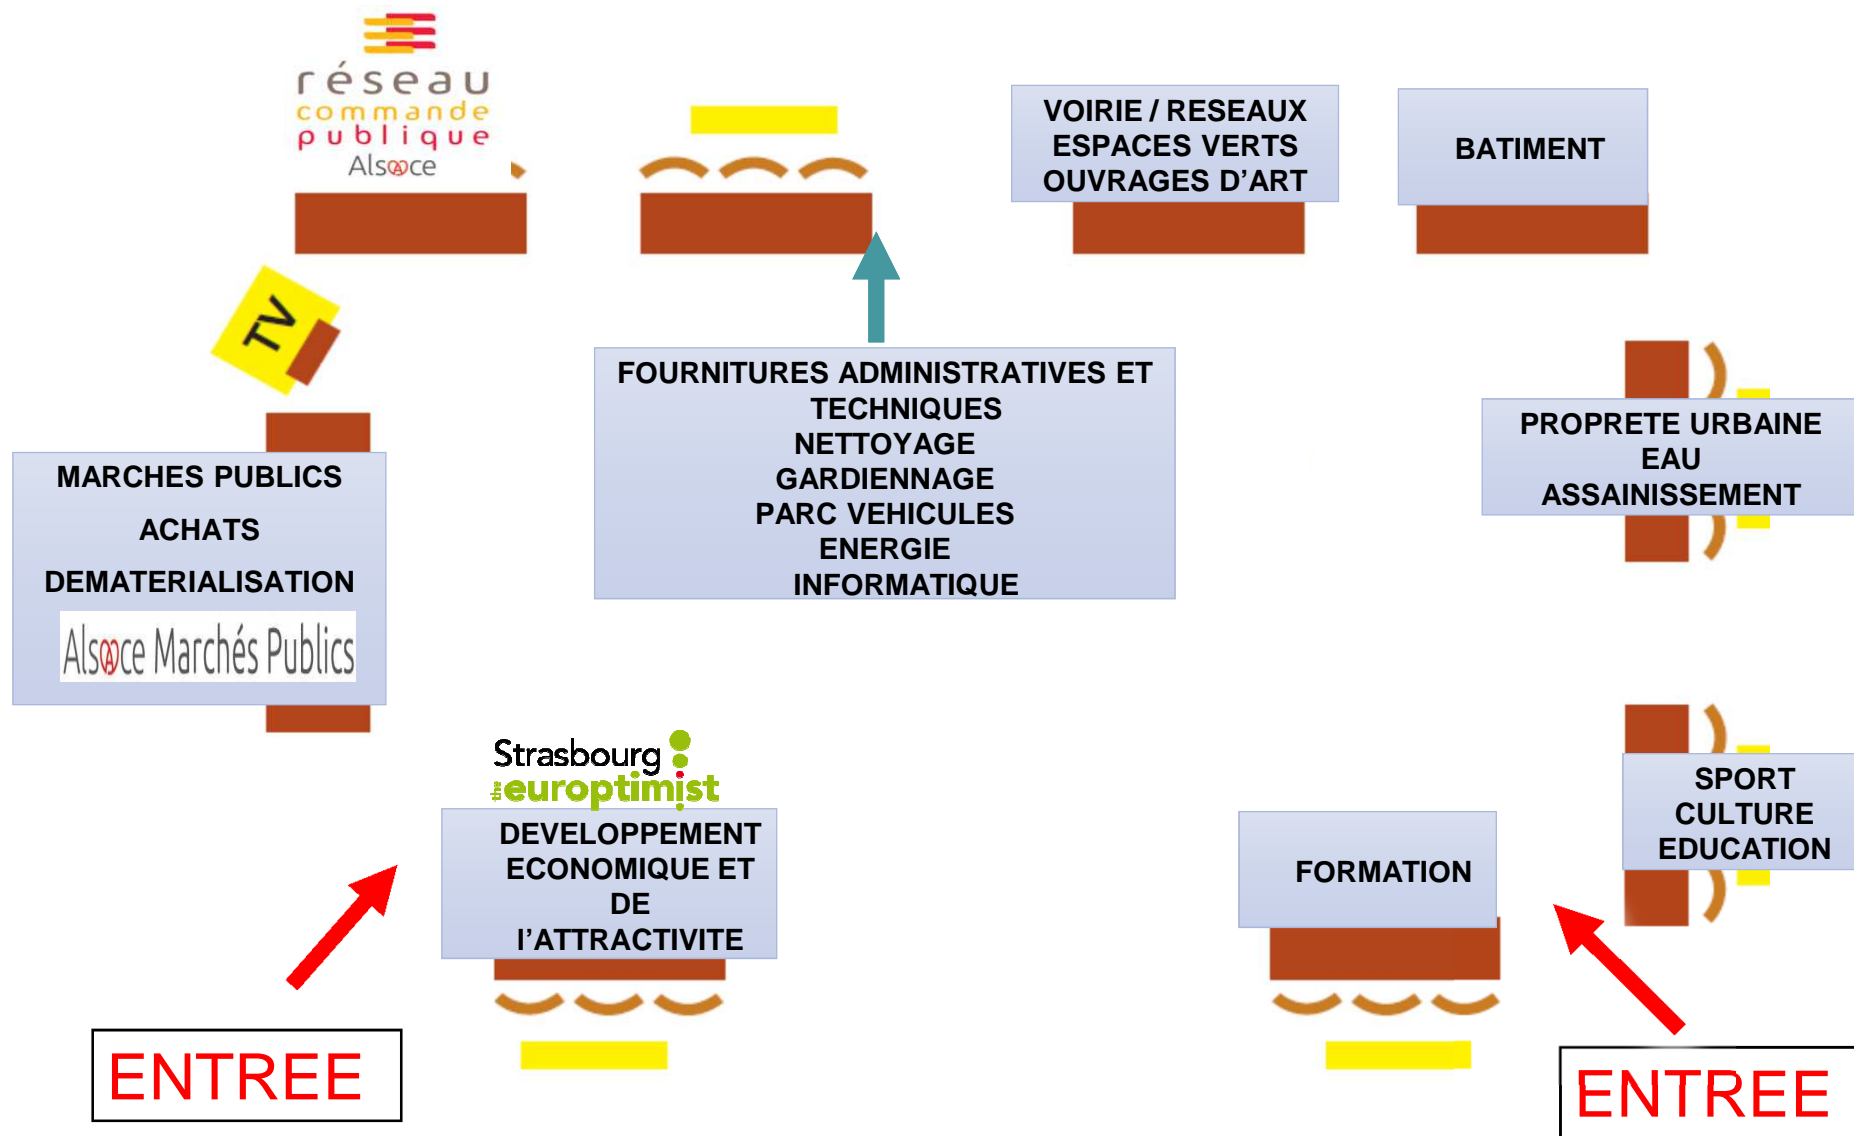 réseau
commande
publique
Alsace
VOIRIE / RESEAUX
ESPACES VERTS
OUVRAGES D'ART
BATIMENT
TV
FOURNITURES ADMINISTRATIVES ET
TECHNIQUES
NETTOYAGE
GARDIENNAGE
PARC VEHICULES
ENERGIE
INFORMATIQUE
PROPRETE URBAINE
EAU
ASSAINISSEMENT
MARCHES PUBLICS
ACHATS
DEMATERIALISATION
Alsace Marchés Publics
Strasbourg
the europtimist
DEVELOPPEMENT
ECONOMIQUE ET
DE
l'ATTRACTIVITE
FORMATION
SPORT
CULTURE
EDUCATION
ENTREE
ENTREE